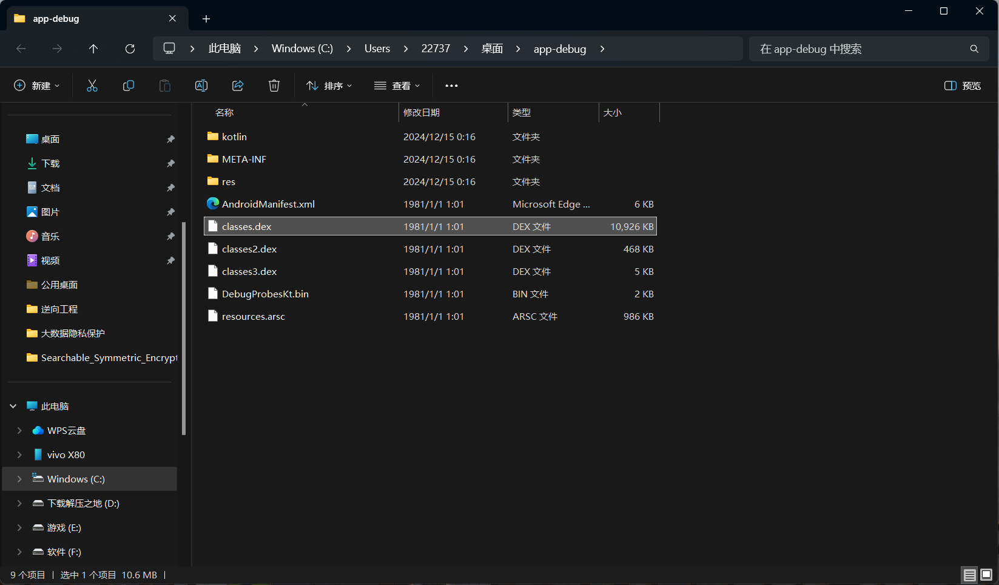 app-debug
此电脑 Windows (C:) Users 22737 桌面 app-debug
在 app-debug 中搜索
新建 排序 查看 预览
名称 修改日期 类型 大小
桌面
下载
文档
图片
音乐
视频
公用桌面
逆向工程
大数据隐私保护
Searchable_Symmetric_Encrypt
此电脑
WPS云盘
vivo X80
Windows (C:)
下载解压之地 (D:)
游戏 (E:)
软件 (F:)
kotlin 2024/12/15 0:16 文件夹
META-INF 2024/12/15 0:16 文件夹
res 2024/12/15 0:16 文件夹
AndroidManifest.xml 1981/1/1 1:01 Microsoft Edge ... 6 KB
classes.dex 1981/1/1 1:01 DEX 文件 10,926 KB
classes2.dex 1981/1/1 1:01 DEX 文件 468 KB
classes3.dex 1981/1/1 1:01 DEX 文件 5 KB
DebugProbesKt.bin 1981/1/1 1:01 BIN 文件 2 KB
resources.arsc 1981/1/1 1:01 ARSC 文件 986 KB
9 个项目 选中 1 个项目 10.6 MB